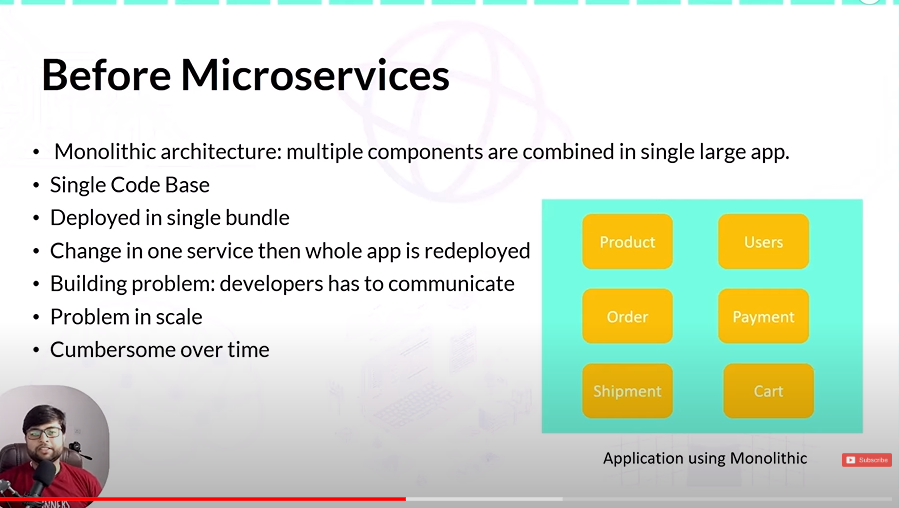 Before Microservices
• Monolithic architecture: multiple components are combined in single large app.
• Single Code Base
• Deployed in single bundle
• Change in one service then whole app is redeployed
• Building problem: developers has to communicate
• Problem in scale
• Cumbersome over time
Product
Users
Order
Payment
Shipment
Cart
Application using Monolithic
Subscribe